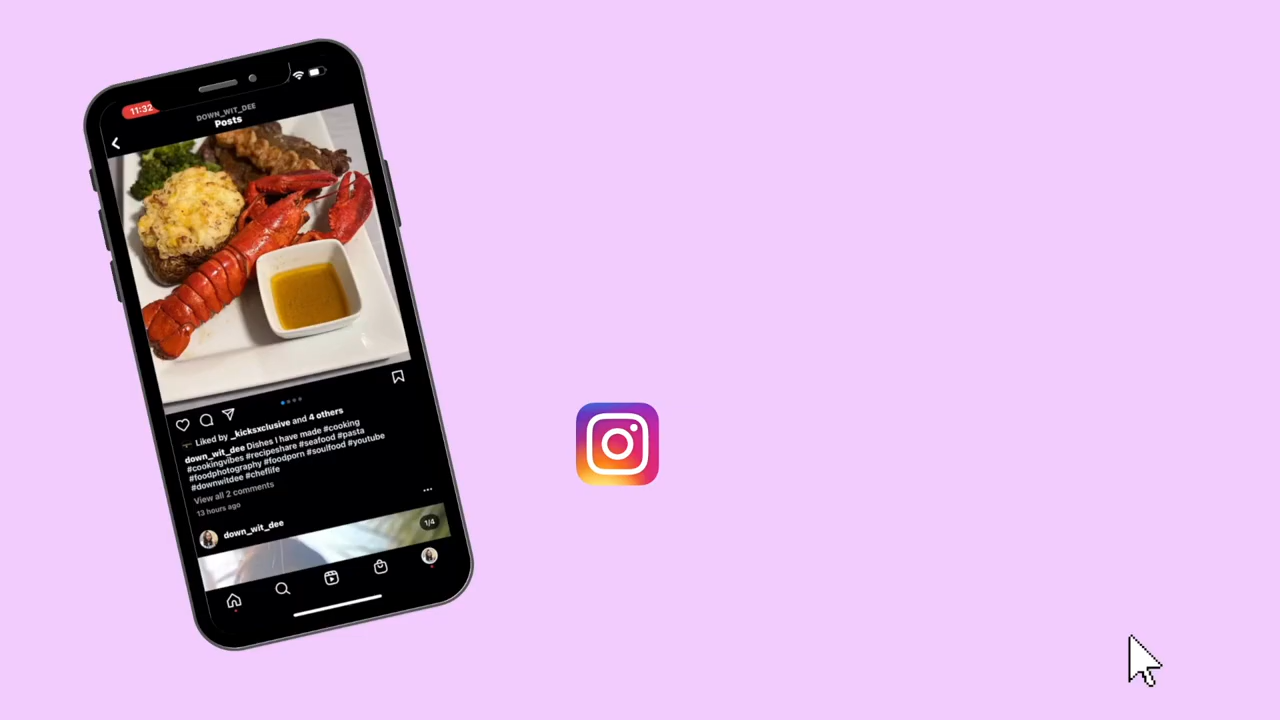 11:32
DOWN_WIT_DEE
Posts
Liked by _kicksxclusive and 4 others
down_wit_dee Dishes I have made #cooking
#cookingvibes #recipeshare #seafood #pasta
#foodphotography #foodporn #soulfood #youtube
#downwitdee #cheflife
View all 2 comments
13 hours ago
down_wit_dee
1/4